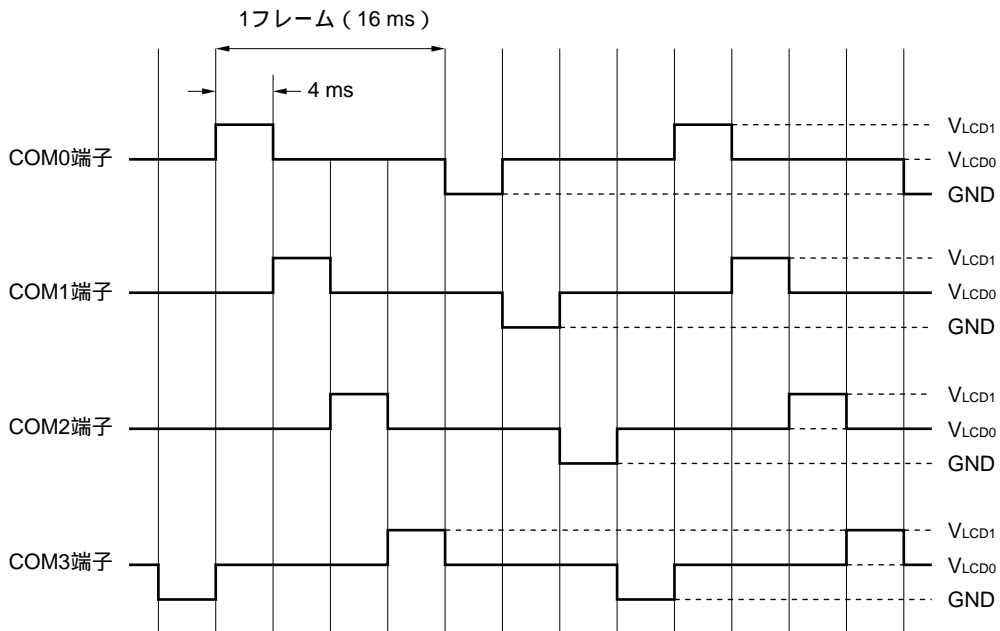 1フレーム（16 ms）
4 ms
COM0端子
VLCD1
VLCD0
GND
COM1端子
VLCD1
VLCD0
GND
COM2端子
VLCD1
VLCD0
GND
COM3端子
VLCD1
VLCD0
GND